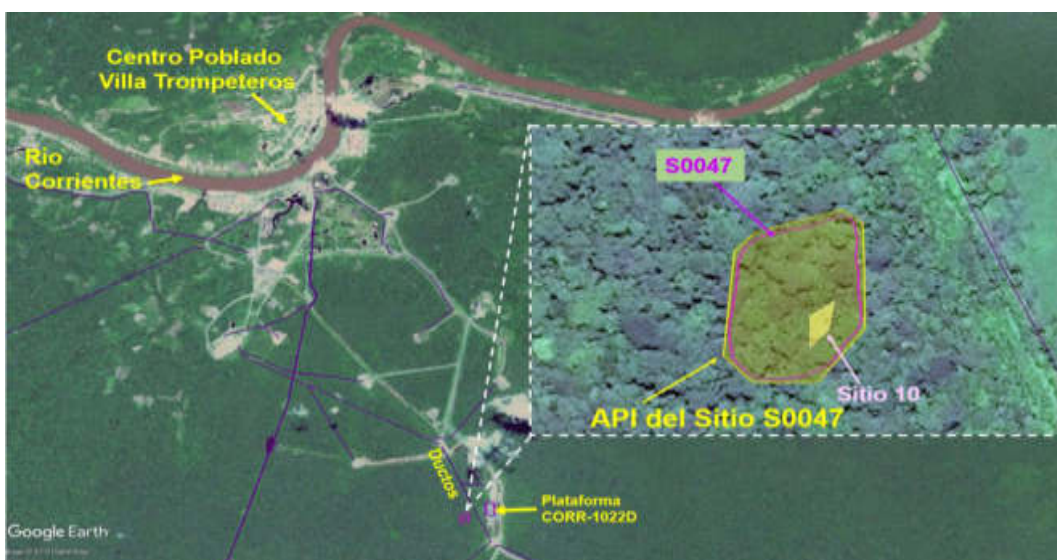 Centro Poblado
Villa Trompeteros
Rio
Corrientes
S0047
Sitio 10
API del Sitio S0047
Ductos
Plataforma
CORR-1022D
Google Earth